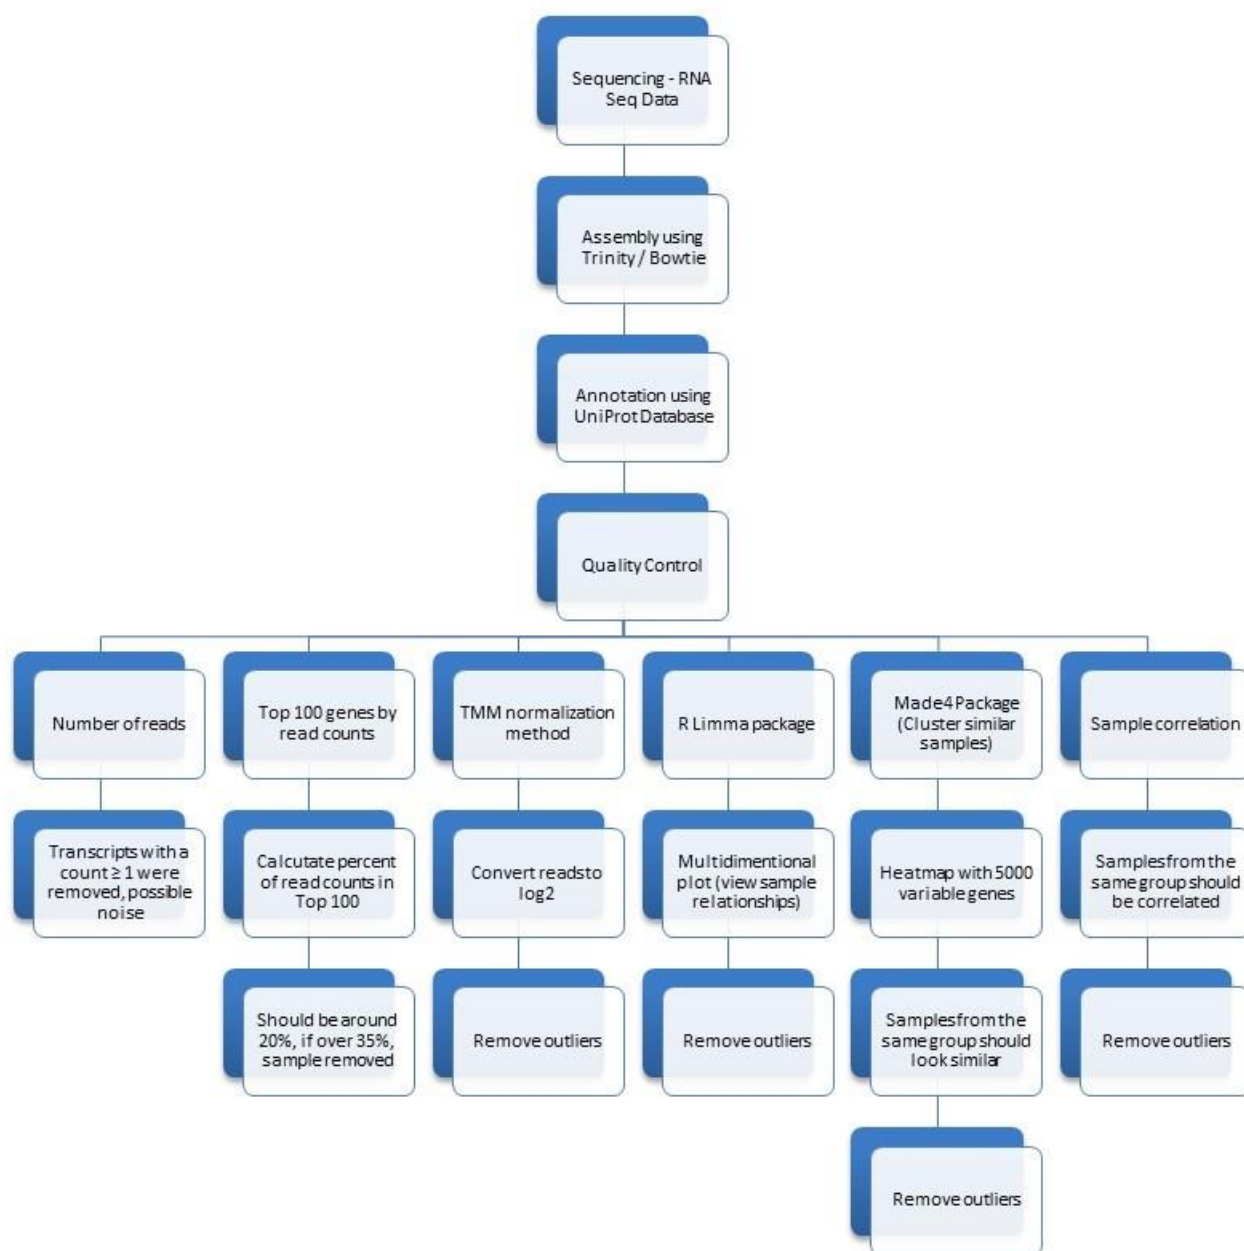 Sequencing - RNA
Seq Data
Assembly using
Trinity / Bowtie
Annotation using
UniProt Database
Quality Control
Number of reads
Top 100 genes by
read counts
TMM normalization
method
R Limma package
Made4 Package
(Cluster similar
samples)
Sample correlation
Transcripts with a
count ≥ 1 were
removed, possible
noise
Calcutate percent
of read counts in
Top 100
Convert reads to
log2
Multidimentional
plot (view sample
relationships)
Heatmap with 5000
variable genes
Samples from the
same group should
be correlated
Should be around
20%, if over 35%,
sample removed
Remove outliers
Remove outliers
Samples from the
same group should
look similar
Remove outliers
Remove outliers